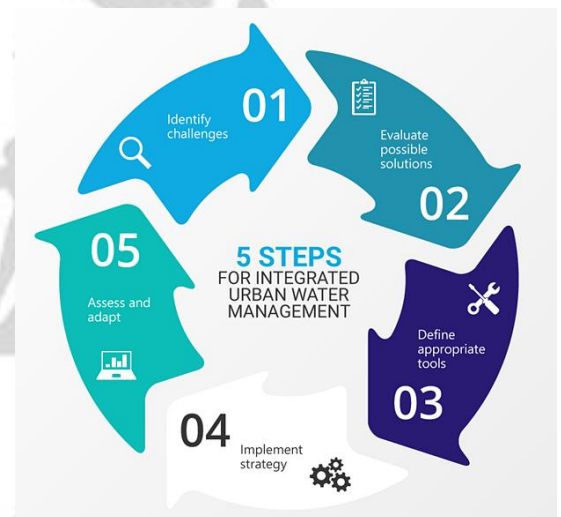 5 STEPS
FOR INTEGRATED
URBAN WATER
MANAGEMENT
01
Identify
challenges
02
Evaluate
possible
solutions
03
Define
appropriate
tools
04
Implement
strategy
05
Assess and
adapt